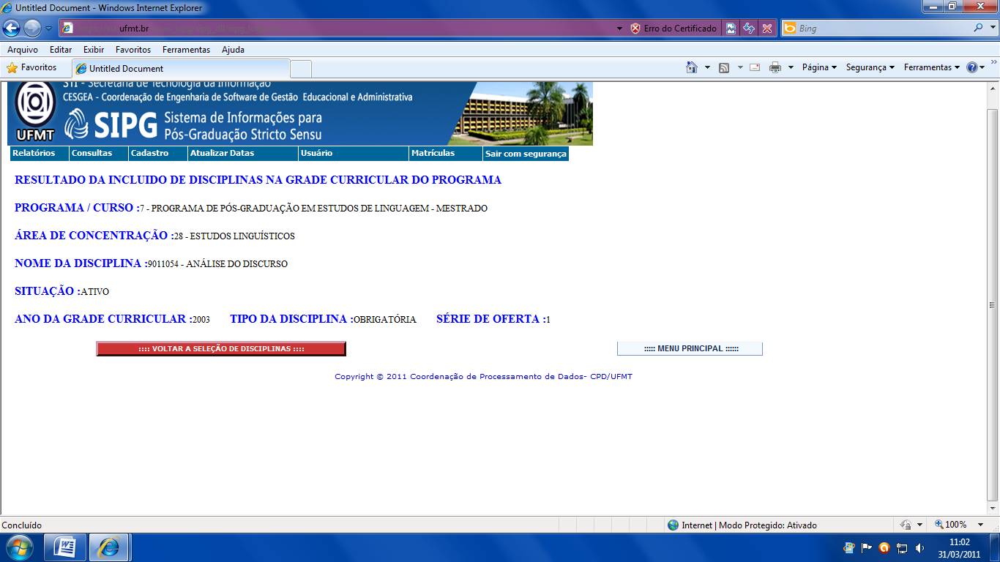 Untitled Document - Windows Internet Explorer
ufmt.br
Erro do Certificado
Bing
Arquivo Editar Exibir Favoritos Ferramentas Ajuda
Favoritos
Untitled Document
Página Segurança Ferramentas
STI - Secretaria de Tecnologia da Informação
CESGEA - Coordenação de Engenharia de Software de Gestão Educacional e Administrativa
UFMT
SIPG
Sistema de Informações para
Pós-Graduação Stricto Sensu
Relatórios Consultas Cadastro Atualizar Datas Usuário Matrículas Sair com segurança
RESULTADO DA INCLUIDO DE DISCIPLINAS NA GRADE CURRICULAR DO PROGRAMA
PROGRAMA / CURSO :7 - PROGRAMA DE PÓS-GRADUAÇÃO EM ESTUDOS DE LINGUAGEM - MESTRADO
ÁREA DE CONCENTRAÇÃO :28 - ESTUDOS LINGUÍSTICOS
NOME DA DISCIPLINA :9011054 - ANÁLISE DO DISCURSO
SITUAÇÃO :ATIVO
ANO DA GRADE CURRICULAR :2003 TIPO DA DISCIPLINA :OBRIGATÓRIA SÉRIE DE OFERTA :1
:::: VOLTAR A SELEÇÃO DE DISCIPLINAS ::::
::::: MENU PRINCIPAL ::::::
Copyright © 2011 Coordenação de Processamento de Dados- CPD/UFMT
Concluído
Internet | Modo Protegido: Ativado
100%
11:02
31/03/2011